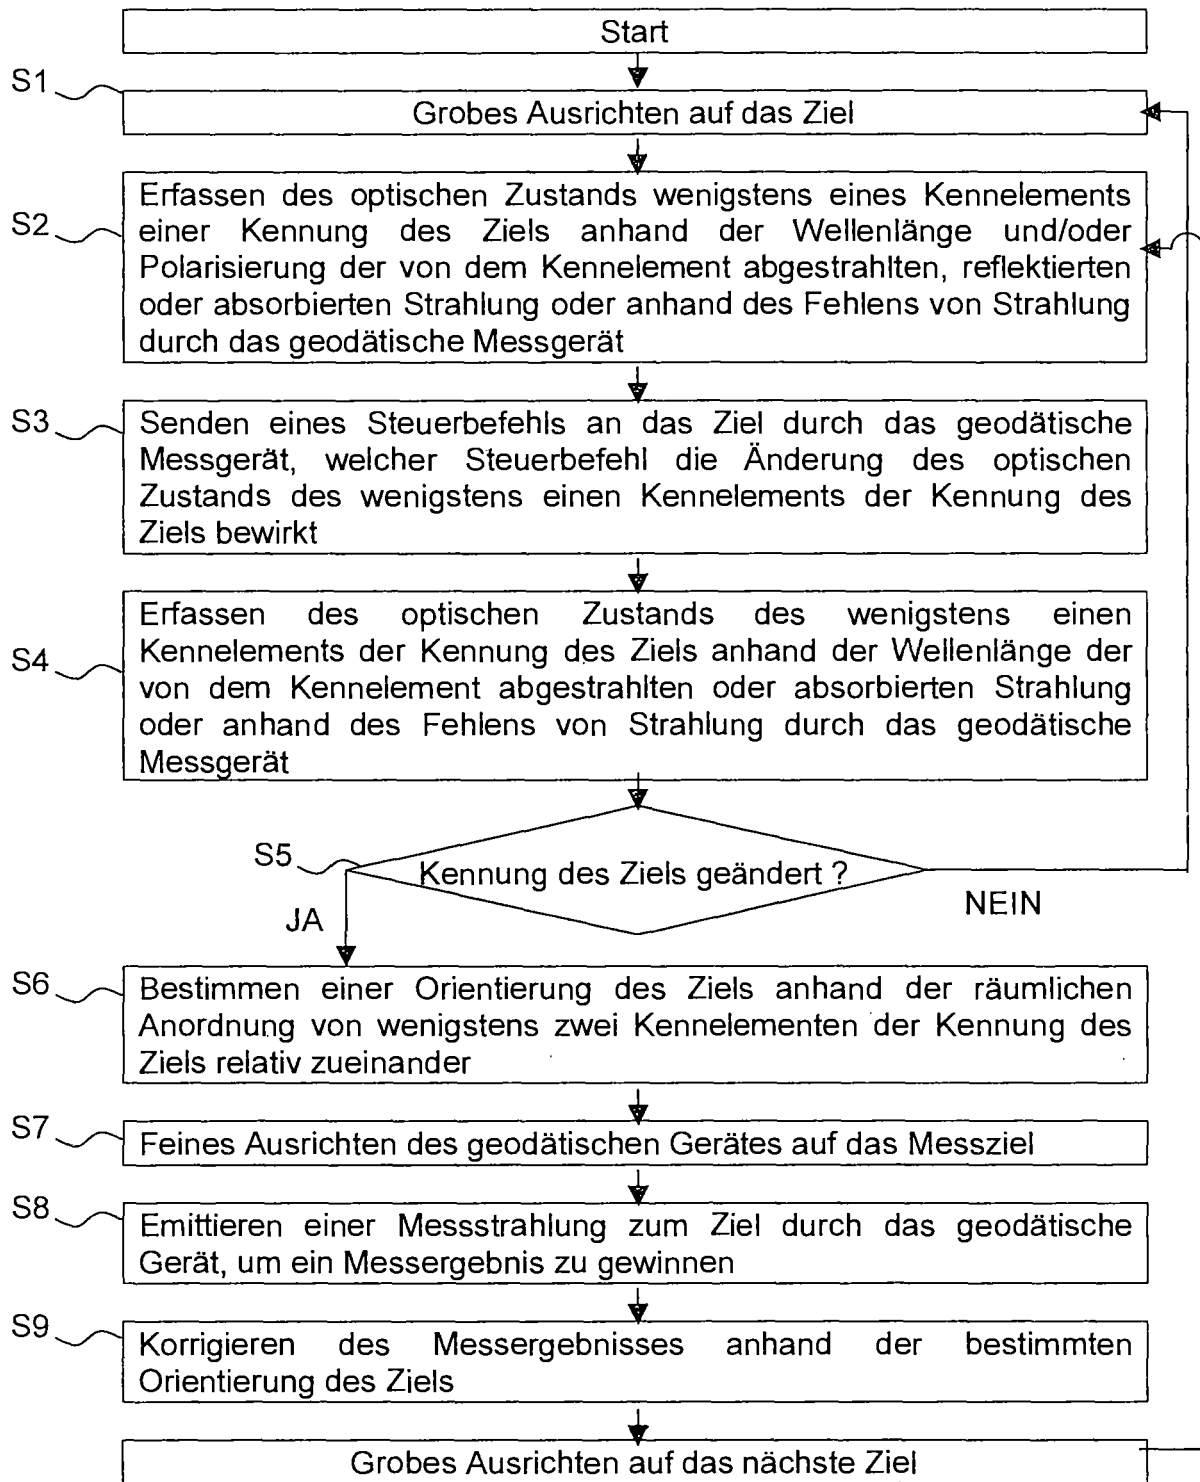 Start
S1
Grobes Ausrichten auf das Ziel
S2
Erfassen des optischen Zustands wenigstens eines Kennelements
einer Kennung des Ziels anhand der Wellenlänge und/oder
Polarisierung der von dem Kennelement abgestrahlten, reflektierten
oder absorbierten Strahlung oder anhand des Fehlens von Strahlung
durch das geodätische Messgerät
S3
Senden eines Steuerbefehls an das Ziel durch das geodätische
Messgerät, welcher Steuerbefehl die Änderung des optischen
Zustands des wenigstens einen Kennelements der Kennung des
Ziels bewirkt
S4
Erfassen des optischen Zustands des wenigstens einen
Kennelements der Kennung des Ziels anhand der Wellenlänge der
von dem Kennelement abgestrahlten oder absorbierten Strahlung
oder anhand des Fehlens von Strahlung durch das geodätische
Messgerät
S5
Kennung des Ziels geändert ?
NEIN
JA
S6
Bestimmen einer Orientierung des Ziels anhand der räumlichen
Anordnung von wenigstens zwei Kennelementen der Kennung des
Ziels relativ zueinander
S7
Feines Ausrichten des geodätischen Gerätes auf das Messziel
S8
Emittieren einer Messstrahlung zum Ziel durch das geodätische
Gerät, um ein Messergebnis zu gewinnen
S9
Korrigieren des Messergebnisses anhand der bestimmten
Orientierung des Ziels
Grobes Ausrichten auf das nächste Ziel